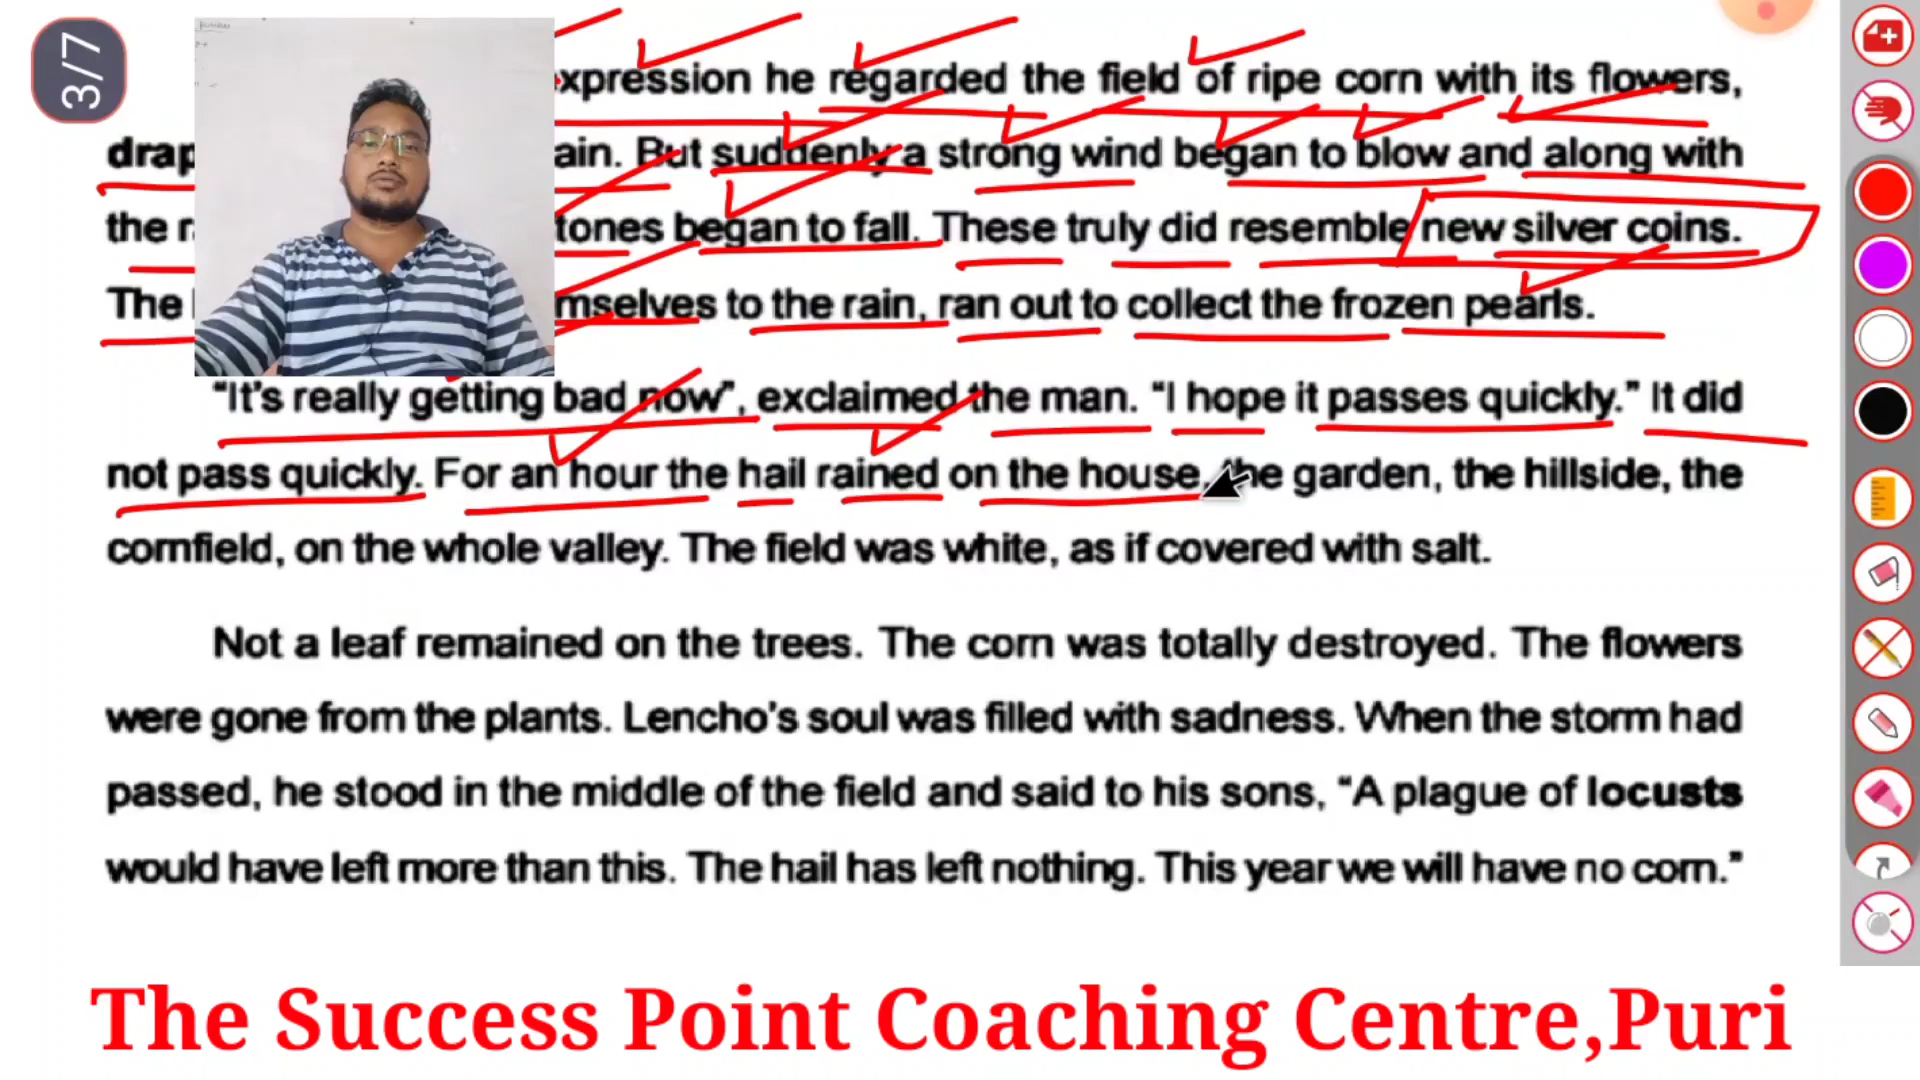 3/7
xpression he regarded the field of ripe corn with its flowers,
drap ain. But suddenly a strong wind began to blow and along with
the r tones began to fall. These truly did resemble new silver coins.
The mselves to the rain, ran out to collect the frozen pearls.
“It’s really getting bad now”, exclaimed the man. “I hope it passes quickly.” It did
not pass quickly. For an hour the hail rained on the house, the garden, the hillside, the
cornfield, on the whole valley. The field was white, as if covered with salt.
Not a leaf remained on the trees. The corn was totally destroyed. The flowers
were gone from the plants. Lencho’s soul was filled with sadness. When the storm had
passed, he stood in the middle of the field and said to his sons, “A plague of locusts
would have left more than this. The hail has left nothing. This year we will have no corn.”
The Success Point Coaching Centre,Puri